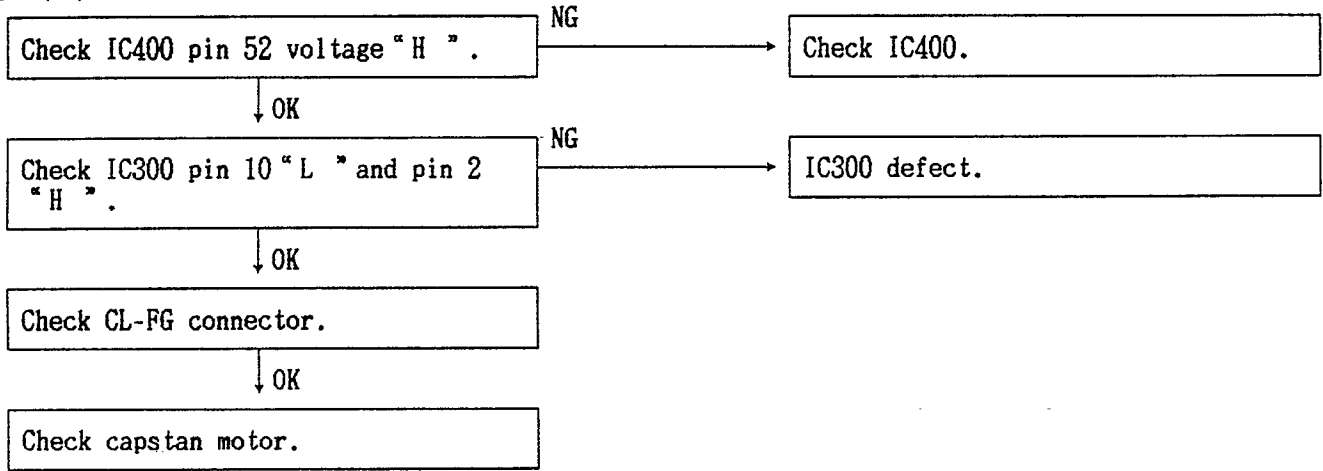 Check IC400 pin 52 voltage “H ”.
NG
Check IC400.
OK
Check IC300 pin 10 “L ” and pin 2
“H ”.
NG
IC300 defect.
OK
Check CL-FG connector.
OK
Check capstan motor.